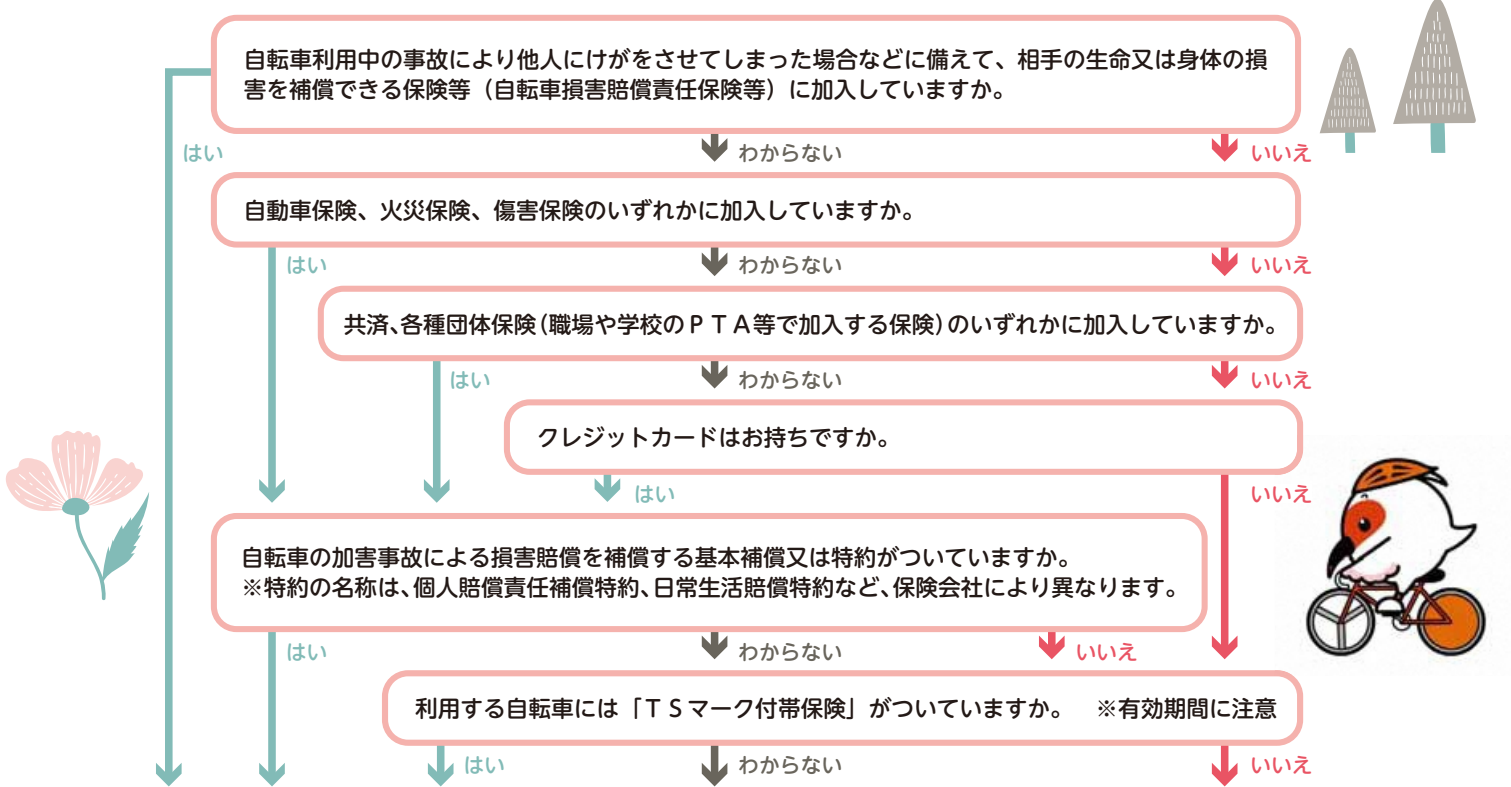 自転車利用中の事故により他人にけがをさせてしまった場合などに備えて、相手の生命又は身体の損
害を補償できる保険等（自転車損害賠償責任保険等）に加入していますか。
はい
わからない
いいえ
自動車保険、火災保険、傷害保険のいずれかに加入していますか。
はい
わからない
いいえ
共済、各種団体保険（職場や学校のＰＴＡ等で加入する保険）のいずれかに加入していますか。
はい
わからない
いいえ
クレジットカードはお持ちですか。
はい
いいえ
自転車の加害事故による損害賠償を補償する基本補償又は特約がついていますか。
※特約の名称は、個人賠償責任補償特約、日常生活賠償特約など、保険会社により異なります。
はい
わからない
いいえ
利用する自転車には「ＴＳマーク付帯保険」がついていますか。　※有効期間に注意
はい
わからない
いいえ